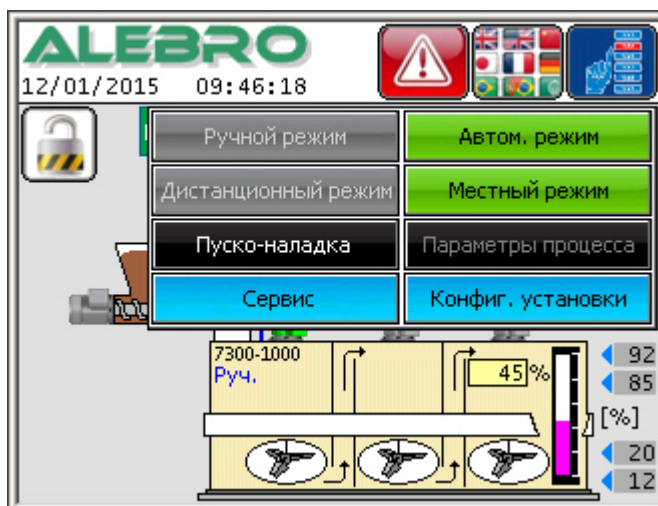 ALEBRO
12/01/2015 09:46:18
Ручной режим Автом. режим
Дистанционный режим Местный режим
Пуско-наладка Параметры процесса
Сервис Конфиг. установки
7300-1000
Руч.
45 %
92
85
[%]
20
12